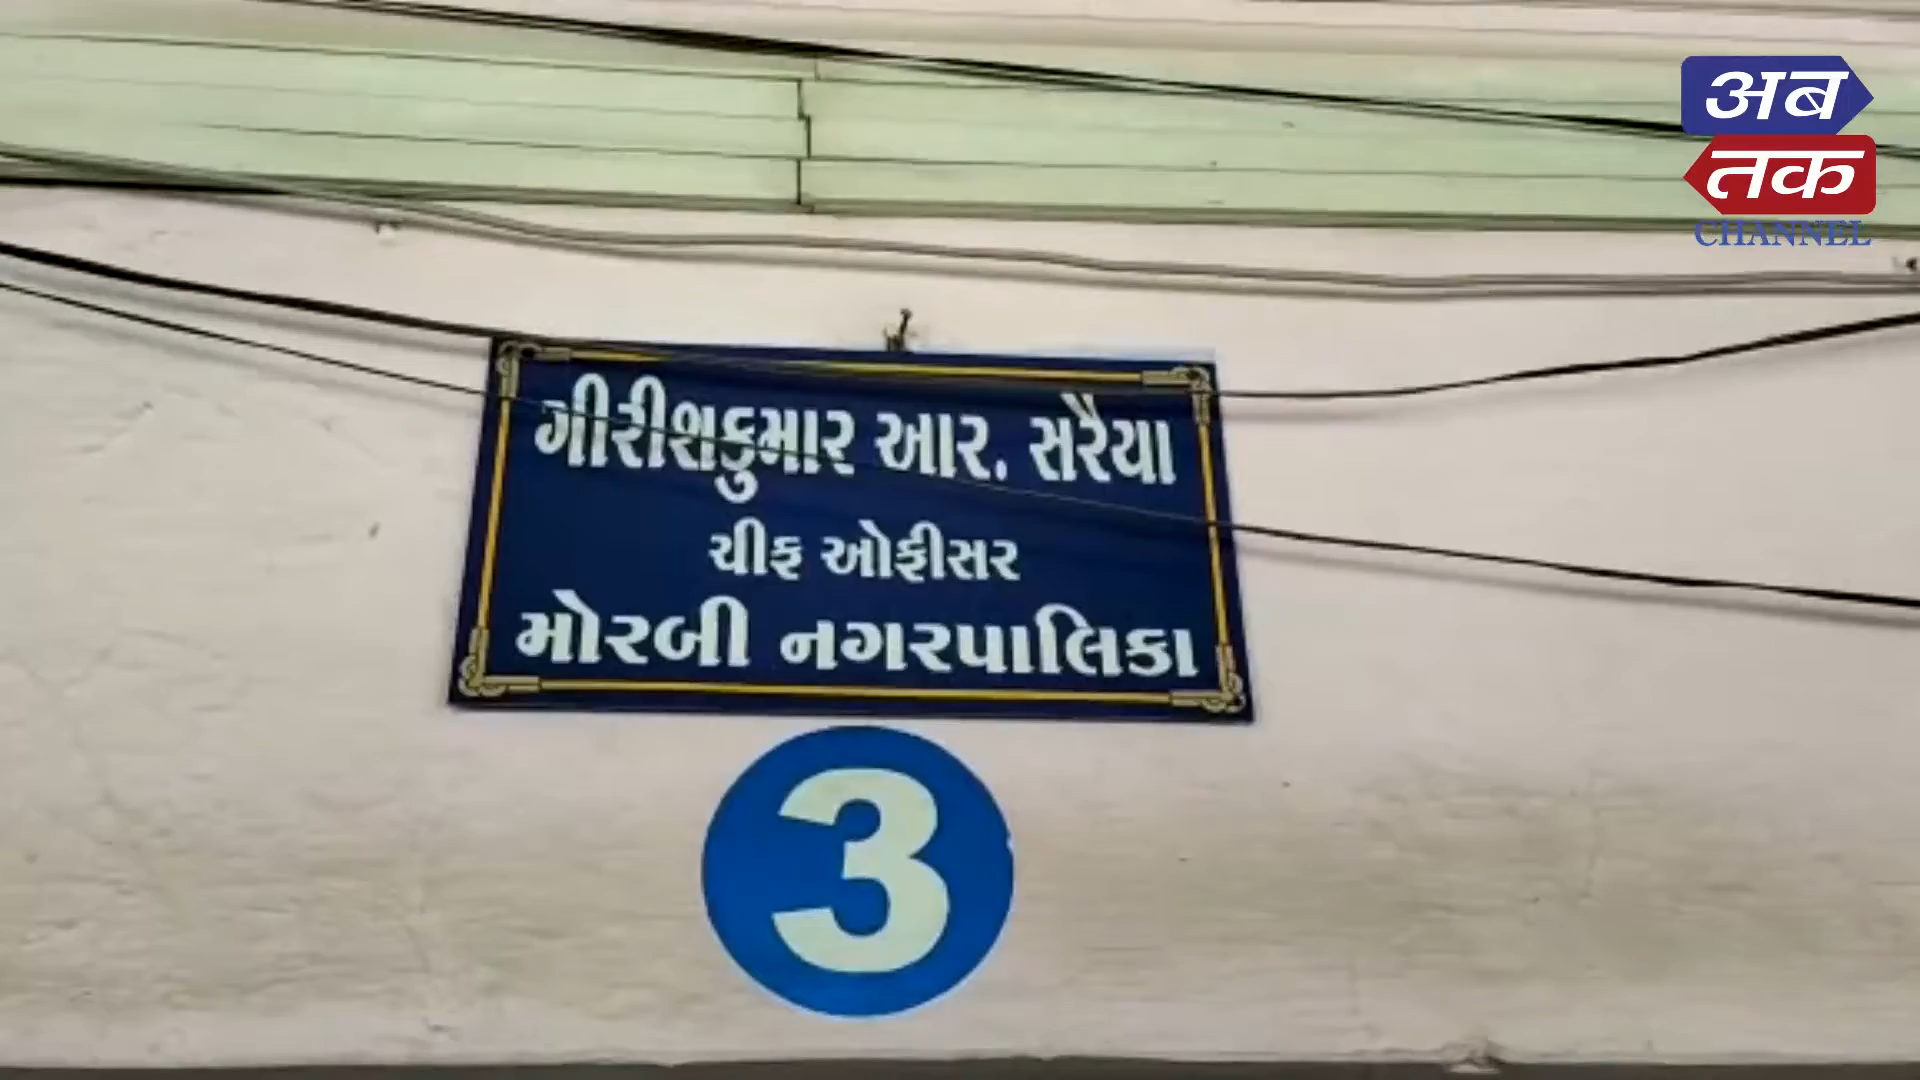 अब
तक
CHANNEL
ગીરીશકુમાર આર. સરૈયા
ચીફ ઓફીસર
મોરબી નગરપાલિકા
3